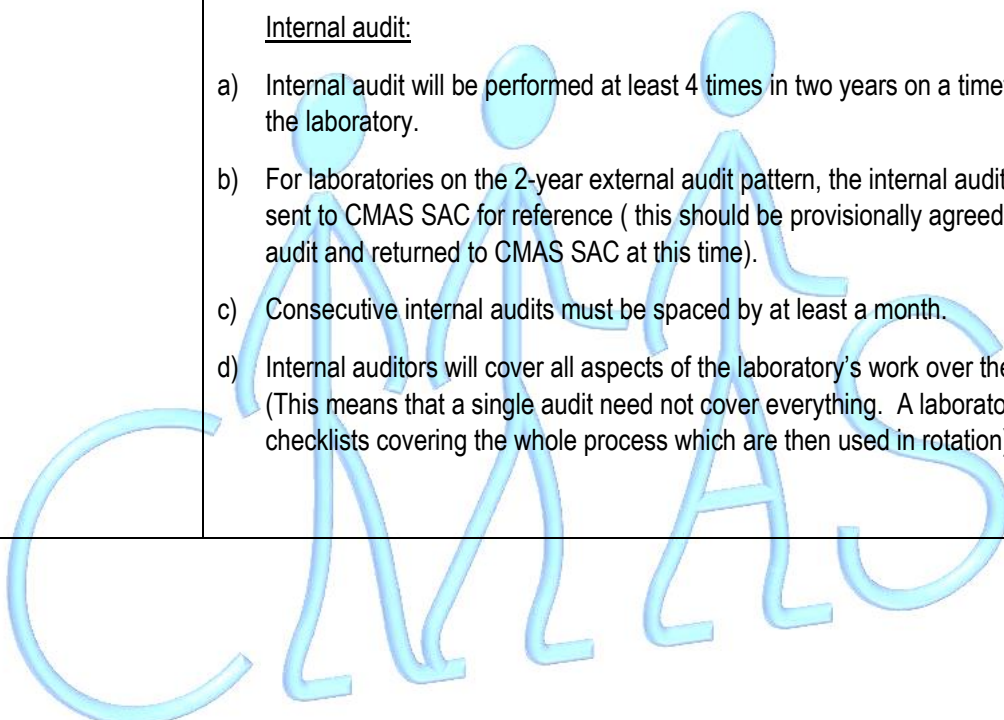 Internal audit:
a) Internal audit will be performed at least 4 times in two years on a time
the laboratory.
b) For laboratories on the 2-year external audit pattern, the internal audit
sent to CMAS SAC for reference ( this should be provisionally agreed
audit and returned to CMAS SAC at this time).
c) Consecutive internal audits must be spaced by at least a month.
d) Internal auditors will cover all aspects of the laboratory's work over the
(This means that a single audit need not cover everything. A laborato
checklists covering the whole process which are then used in rotation)
CMAS